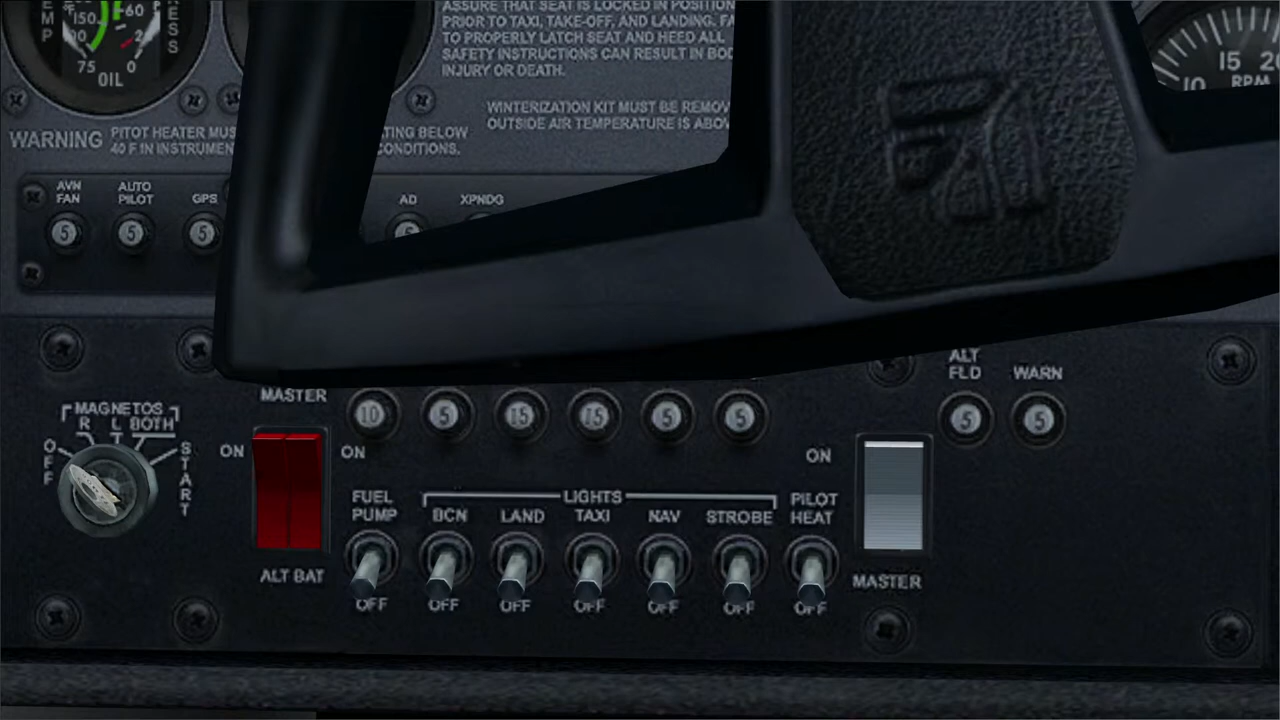 ASSURE THAT SEAT IS LOCKED IN POSITION
PRIOR TO TAXI, TAKE-OFF, AND LANDING. FA
TO PROPERLY LATCH SEAT AND HEED ALL
SAFETY INSTRUCTIONS CAN RESULT IN BOD
INJURY OR DEATH.
150
60
75
0
OIL
15
20
10
RPM
WINTERIZATION KIT MUST BE REMOV
OUTSIDE AIR TEMPERATURE IS ABOV
WARNING
PITOT HEATER MUS
ATING BELOW
40 F IN INSTRUMEN
CONDITIONS.
AVN
FAN
AUTO
PILOT
GPS
AD
XPNDG
5
5
5
5
ALT
FLD
WARN
MASTER
10
5
15
15
5
5
5
5
MAGNETOS
R
L
BOTH
OFF
START
ON
ON
ON
FUEL
PUMP
LIGHTS
BCN
LAND
TAXI
NAV
STROBE
PILOT
HEAT
ALT BAT
MASTER
OFF
OFF
OFF
OFF
OFF
OFF
OFF